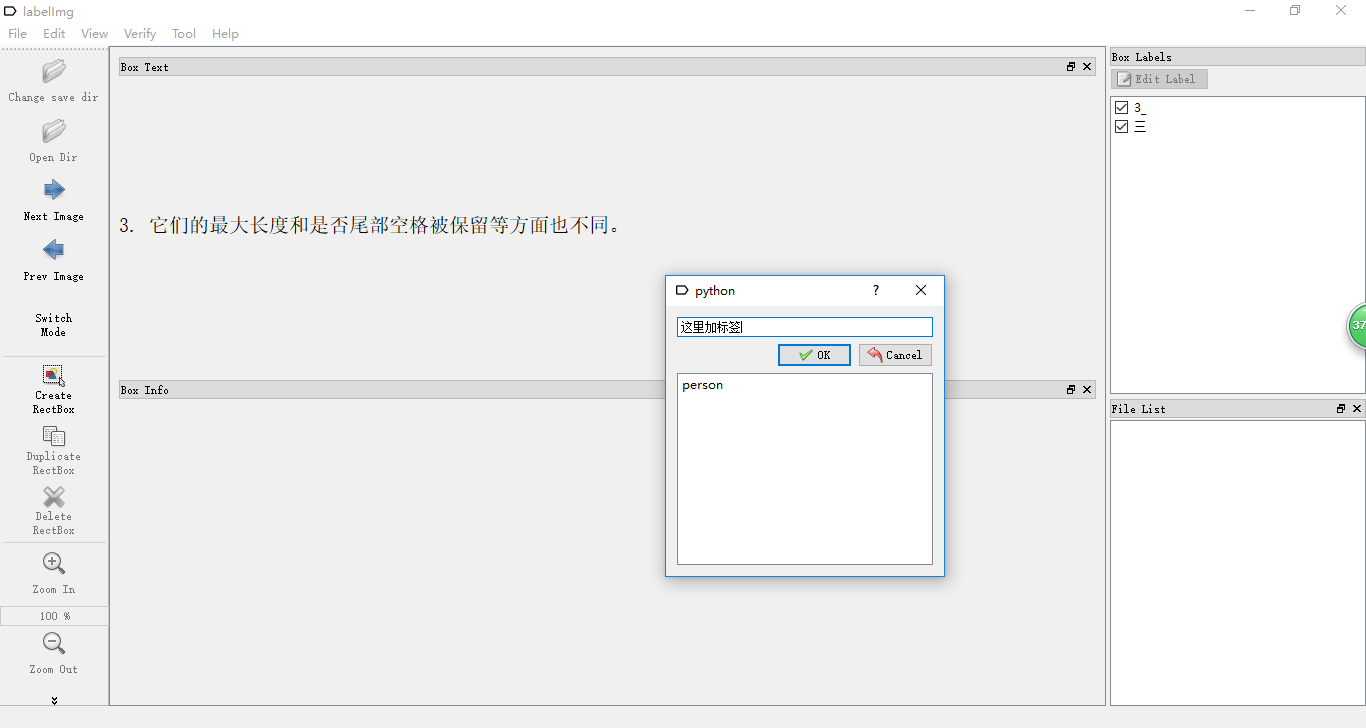 labelImg
File Edit View Verify Tool Help
Change save dir
Open Dir
Next Image
Prev Image
Switch
Mode
Create
RectBox
Duplicate
RectBox
Delete
RectBox
Zoom In
100 %
Zoom Out
Box Text
3. 它们的最大长度和是否尾部空格被保留等方面也不同。
Box Info
python
这里加标签
OK Cancel
person
Box Labels
Edit Label
3_
三
File List
37